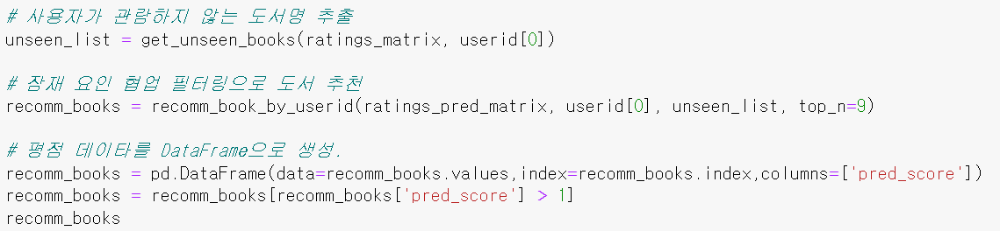 # 사용자가 관람하지 않는 도서명 추출
unseen_list = get_unseen_books(ratings_matrix, userid[0])
# 잠재 요인 협업 필터링으로 도서 추천
recomm_books = recomm_book_by_userid(ratings_pred_matrix, userid[0], unseen_list, top_n=9)
# 평점 데이타를 DataFrame으로 생성.
recomm_books = pd.DataFrame(data=recomm_books.values,index=recomm_books.index,columns=['pred_score'])
recomm_books = recomm_books[recomm_books['pred_score'] > 1]
recomm_books